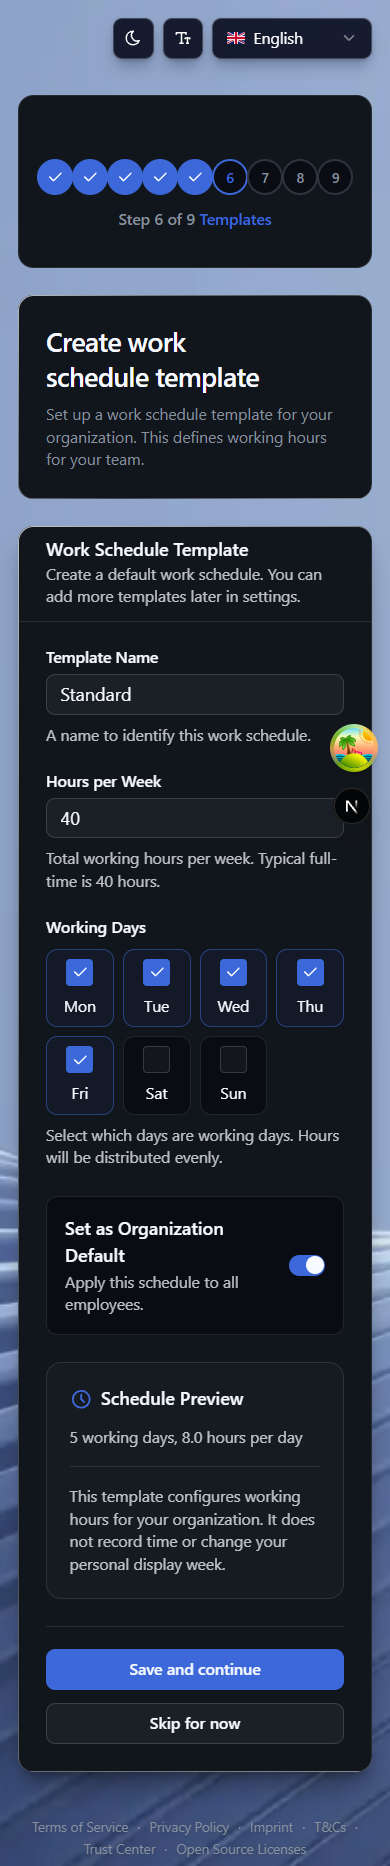 English
6 7 8 9
Step 6 of 9 Templates
Create work
schedule template
Set up a work schedule template for your
organization. This defines working hours
for your team.
Work Schedule Template
Create a default work schedule. You can
add more templates later in settings.
Template Name
Standard
A name to identify this work schedule.
Hours per Week
40
N
Total working hours per week. Typical full-
time is 40 hours.
Working Days
Mon Tue Wed Thu
Fri Sat Sun
Select which days are working days. Hours
will be distributed evenly.
Set as Organization
Default
Apply this schedule to all
employees.
Schedule Preview
5 working days, 8.0 hours per day
This template configures working
hours for your organization. It does
not record time or change your
personal display week.
Save and continue
Skip for now
Terms of Service · Privacy Policy · Imprint · T&Cs ·
Trust Center · Open Source Licenses